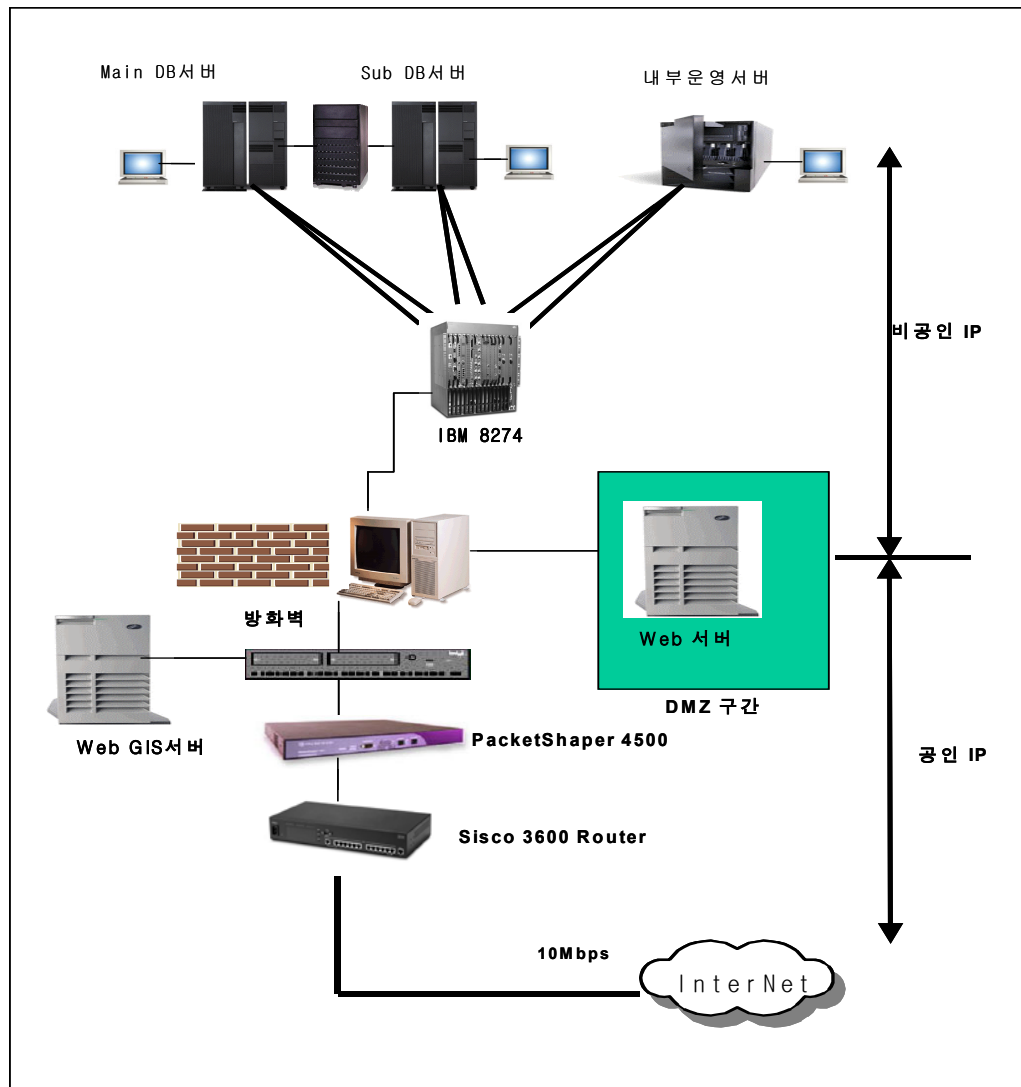 Main DB서버
Sub DB서버
내부운영서버
비공인 IP
IBM 8274
방화벽
Web 서버
DMZ 구간
Web GIS서버
PacketShaper 4500
공인 IP
Sisco 3600 Router
10Mbps
InterNet